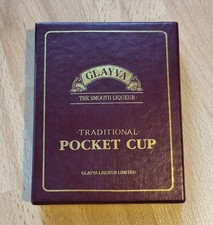 GLAYVA
· THE SMOOTH LIQUEUR ·
· TRADITIONAL ·
POCKET CUP
GLAYVA LIQUEUR LIMITED